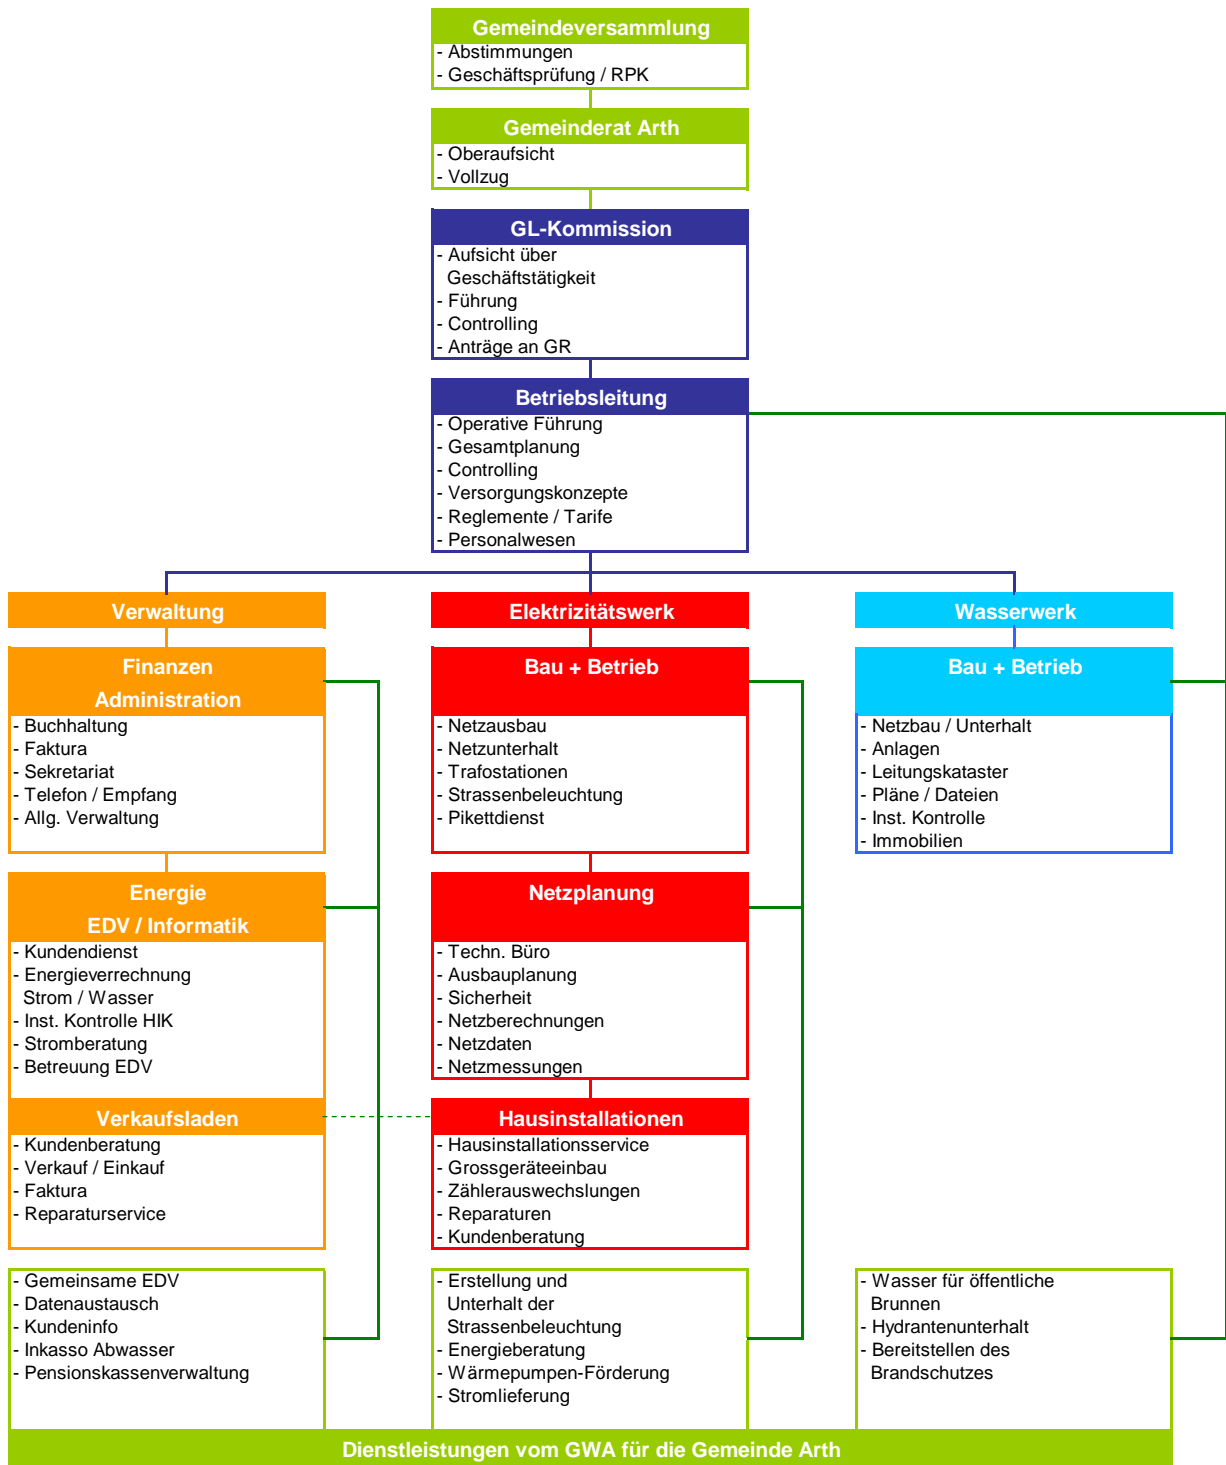 Gemeindeversammlung
- Abstimmungen
- Geschäftsprüfung / RPK
Gemeinderat Arth
- Oberaufsicht
- Vollzug
GL-Kommission
- Aufsicht über
Geschäftstätigkeit
- Führung
- Controlling
- Anträge an GR
Betriebsleitung
- Operative Führung
- Gesamtplanung
- Controlling
- Versorgungskonzepte
- Reglemente / Tarife
- Personalwesen
Verwaltung
Finanzen
Administration
- Buchhaltung
- Faktura
- Sekretariat
- Telefon / Empfang
- Allg. Verwaltung
Energie
EDV / Informatik
- Kundendienst
- Energieverrechnung
Strom / Wasser
- Inst. Kontrolle HIK
- Stromberatung
- Betreuung EDV
Verkaufsladen
- Kundenberatung
- Verkauf / Einkauf
- Faktura
- Reparaturservice
- Gemeinsame EDV
- Datenaustausch
- Kundeninfo
- Inkasso Abwasser
- Pensionskassenverwaltung
Elektrizitätswerk
Bau + Betrieb
- Netzausbau
- Netzunterhalt
- Trafostationen
- Strassenbeleuchtung
- Pikettdienst
Netzplanung
- Techn. Büro
- Ausbauplanung
- Sicherheit
- Netzberechnungen
- Netzdaten
- Netzmessungen
Hausinstallationen
- Hausinstallationsservice
- Grossgeräteeinbau
- Zählerauswechslungen
- Reparaturen
- Kundenberatung
- Erstellung und
Unterhalt der
Strassenbeleuchtung
- Energieberatung
- Wärmepumpen-Förderung
- Stromlieferung
Wasserwerk
Bau + Betrieb
- Netzbau / Unterhalt
- Anlagen
- Leitungskataster
- Pläne / Dateien
- Inst. Kontrolle
- Immobilien
- Wasser für öffentliche
Brunnen
- Hydrantenunterhalt
- Bereitstellen des
Brandschutzes
Dienstleistungen vom GWA für die Gemeinde Arth